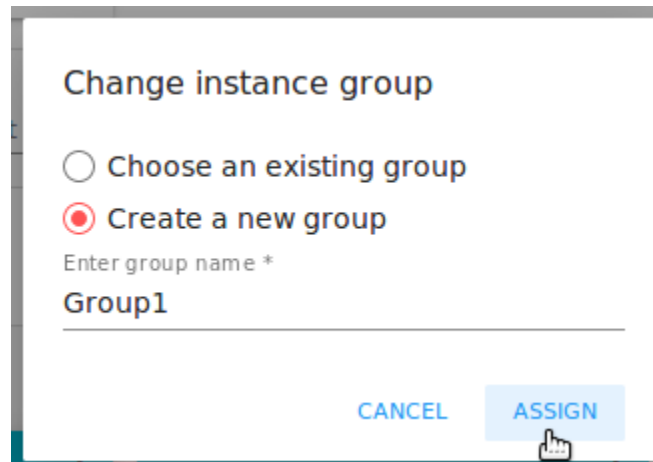 Change instance group
Choose an existing group
Create a new group
Enter group name *
Group1
CANCEL ASSIGN